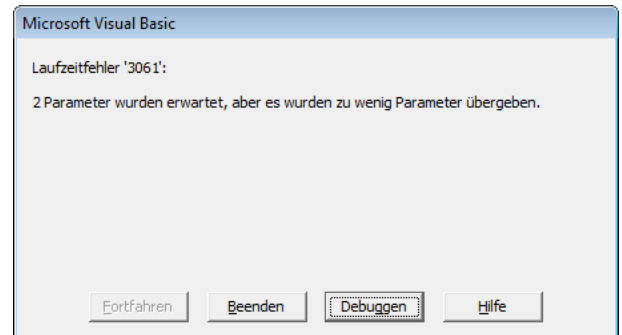 Microsoft Visual Basic
Laufzeitfehler '3061':
2 Parameter wurden erwartet, aber es wurden zu wenig Parameter übergeben.
Fortfahren Beenden Debuggen Hilfe